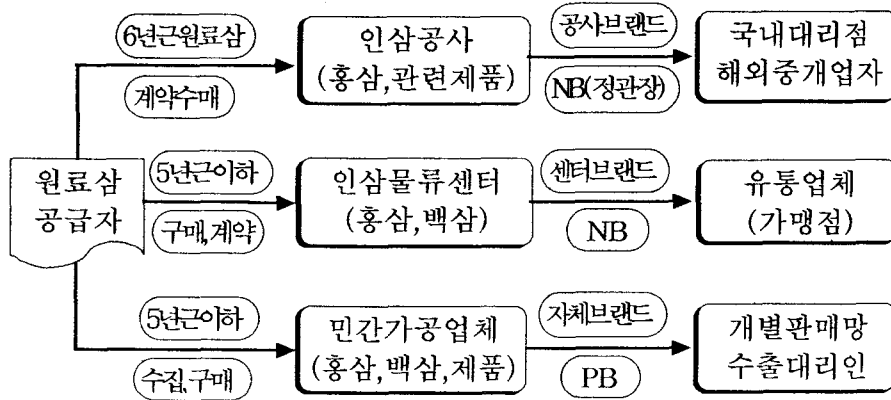 6년근원료삼
계약수매
인삼공사
(홍삼,관련제품)
공사브랜드
NB(정관장)
국내대리점
해외중개업자
원료삼
공급자
5년근이하
구매,계약
인삼물류센터
(홍삼,백삼)
센터브랜드
NB
유통업체
(가맹점)
5년근이하
수집,구매
민간가공업체
(홍삼,백삼,제품)
자체브랜드
PB
개별판매망
수출대리인